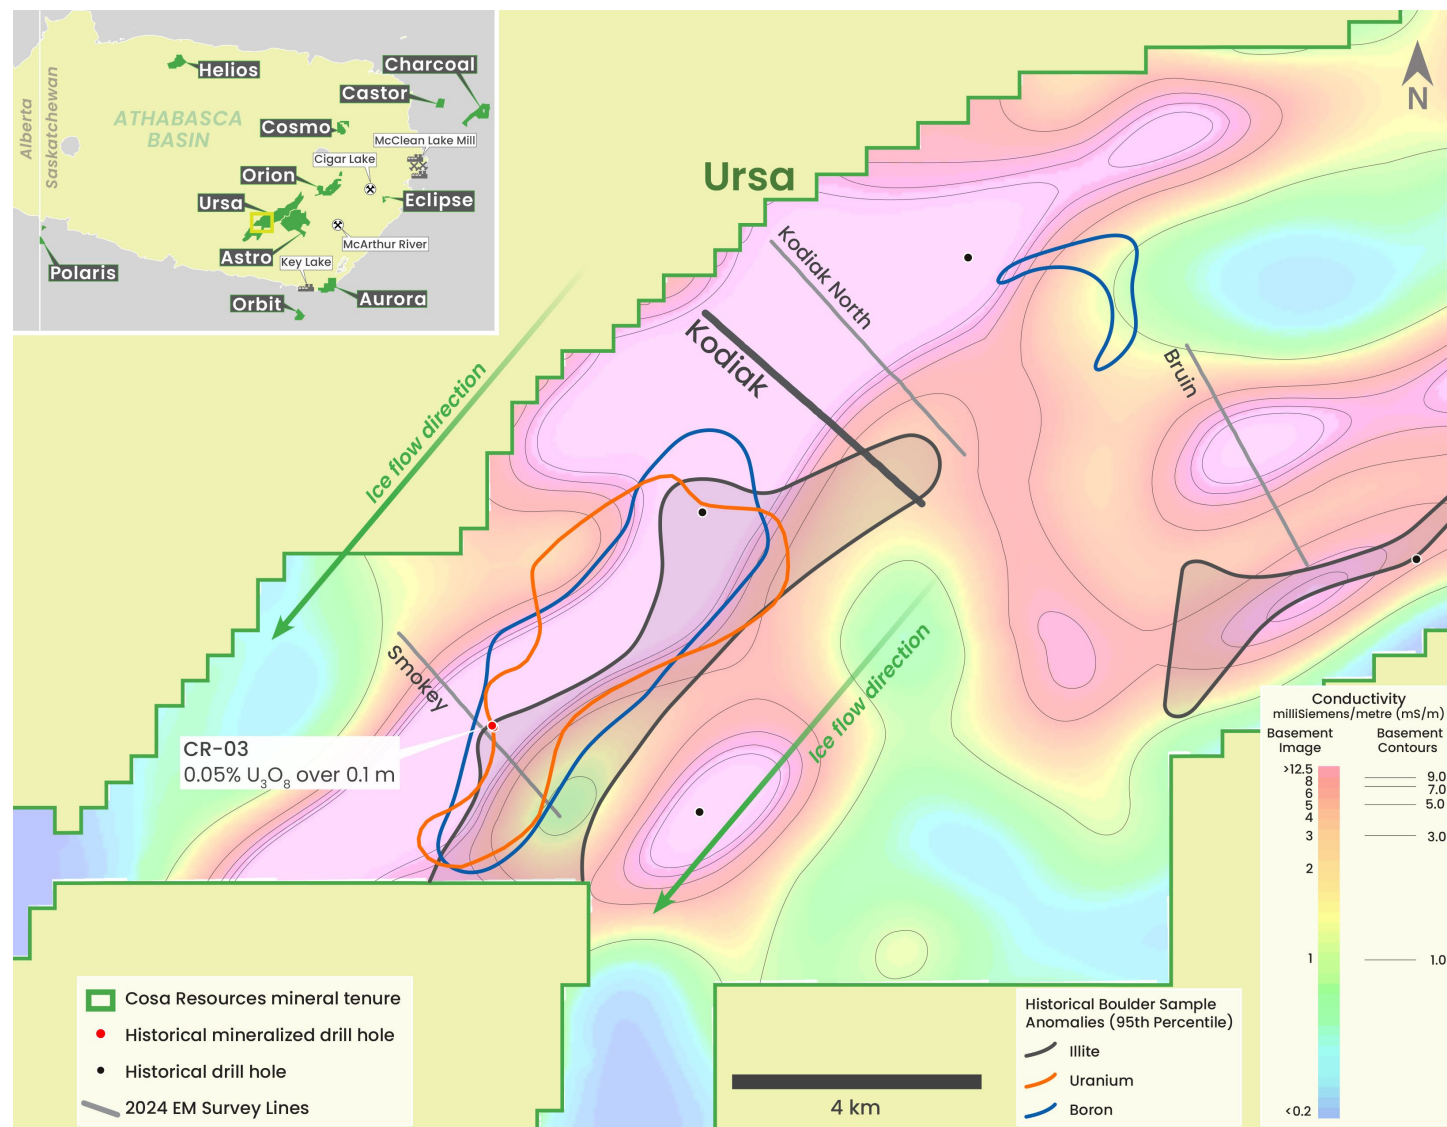 Alberta
Saskatchewan
ATHABASCA
BASIN
Helios
Charcoal
Castor
Cosmo
McClean Lake Mill
Cigar Lake
Orion
Ursa
Eclipse
McArthur River
Astro
Key Lake
Polaris
Orbit
Aurora
N
Ursa
Kodiak North
Kodiak
Bruin
Ice flow direction
Smokey
Ice flow direction
CR-03
0.05% U3O8 over 0.1 m
Conductivity
milliSiemens/metre (mS/m)
Basement
Image
Basement
Contours
>12.5
8
6
5
4
3
2
1
<0.2
9.0
7.0
5.0
3.0
1.0
Cosa Resources mineral tenure
Historical mineralized drill hole
Historical drill hole
2024 EM Survey Lines
4 km
Historical Boulder Sample
Anomalies (95th Percentile)
Illite
Uranium
Boron